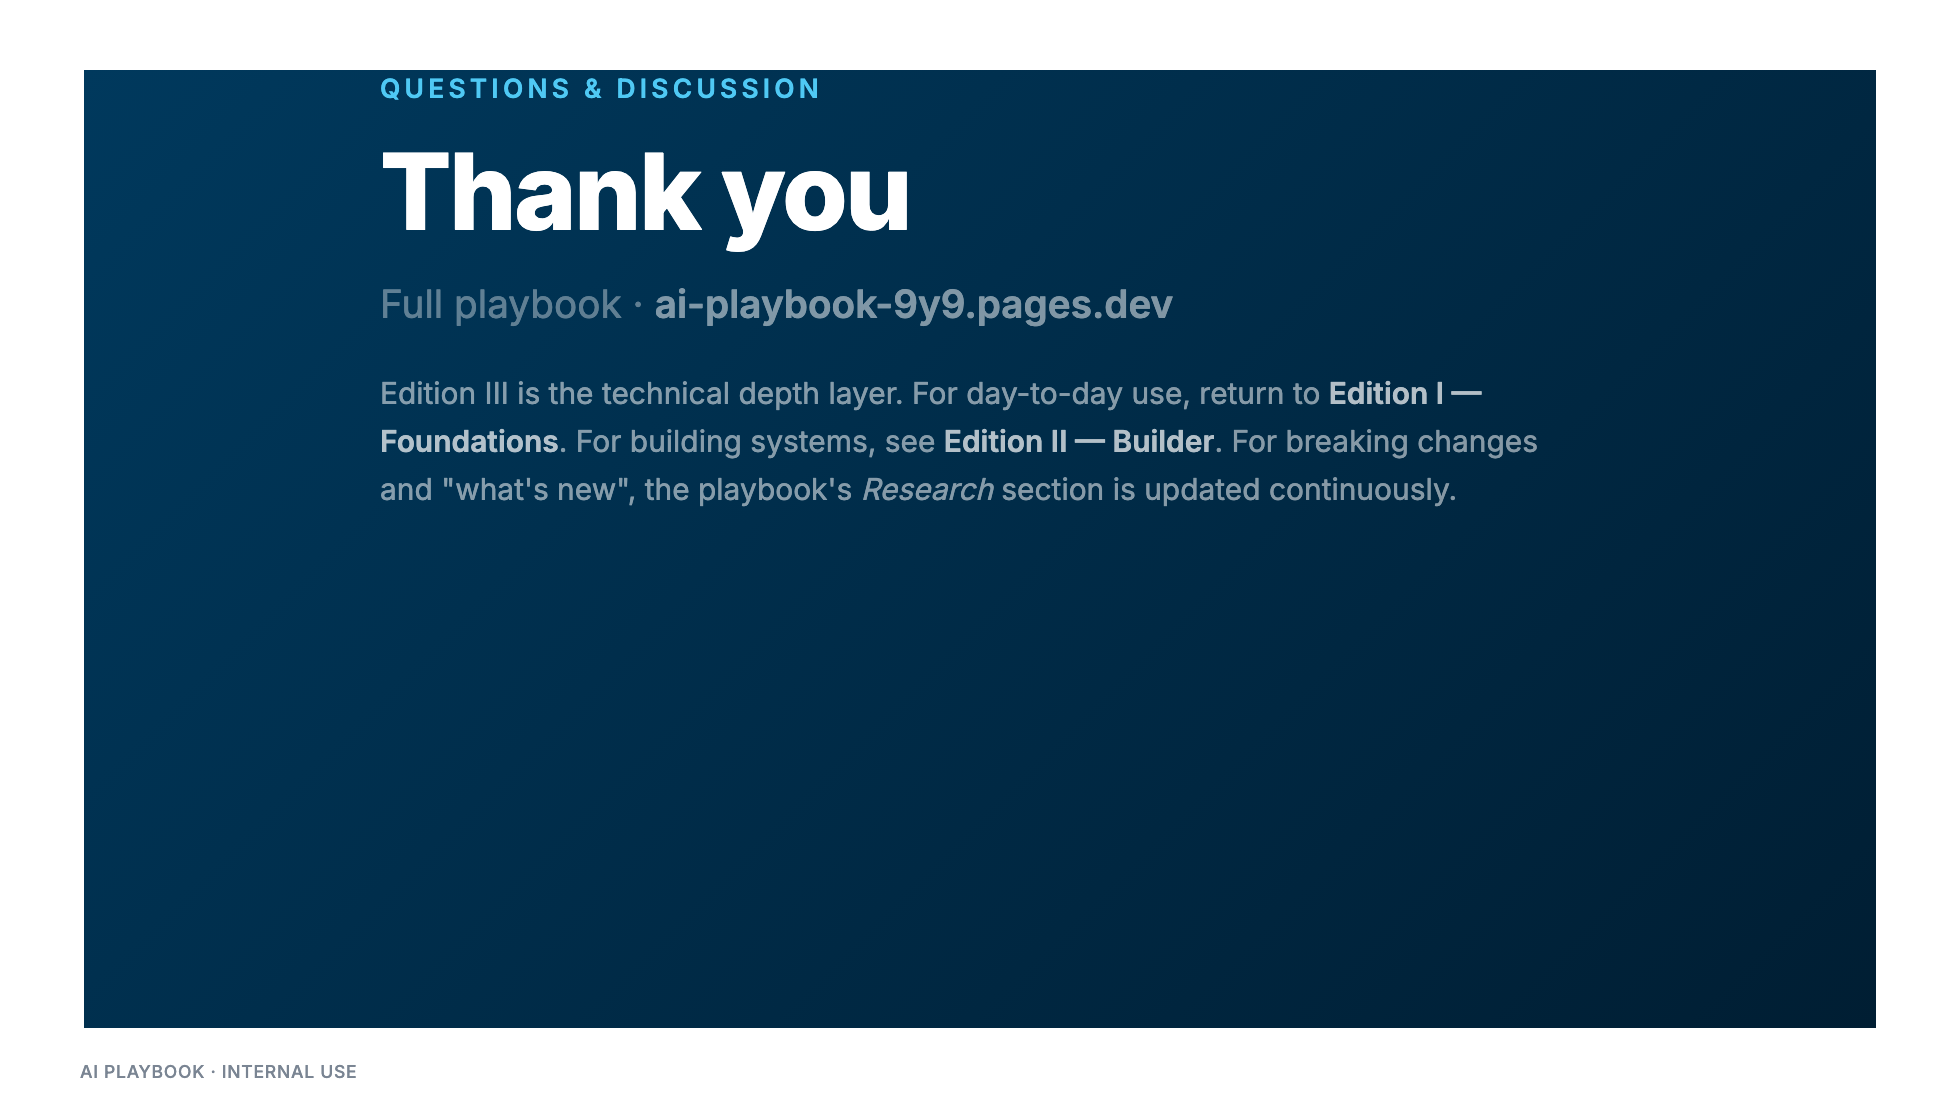 QUESTIONS & DISCUSSION
Thank you
Full playbook · ai-playbook-9y9.pages.dev
Edition III is the technical depth layer. For day-to-day use, return to Edition I —
Foundations. For building systems, see Edition II — Builder. For breaking changes
and "what's new", the playbook's Research section is updated continuously.
AI PLAYBOOK · INTERNAL USE